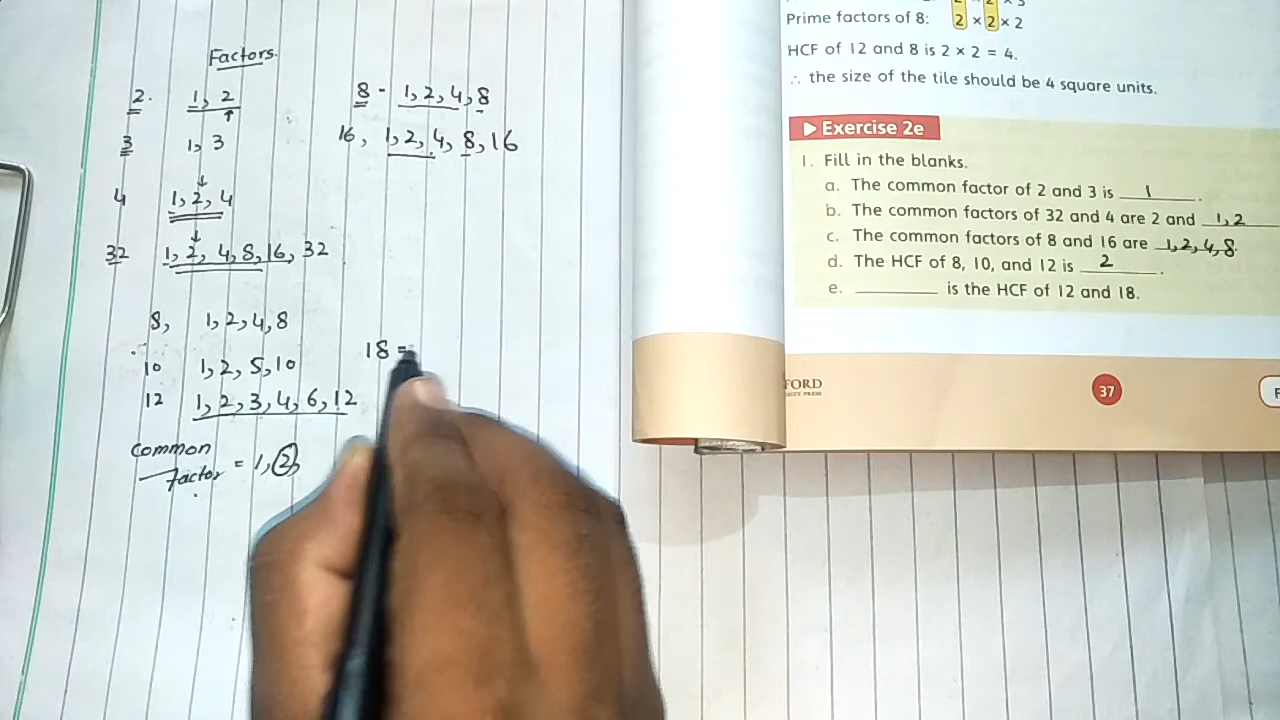 Factors.
2. 1, 2
3 1, 3
4 1, 2, 4
32 1, 2, 4, 8, 16, 32
8 - 1, 2, 4, 8
16, 1, 2, 4, 8, 16
8, 1, 2, 4, 8
10 1, 2, 5, 10
12 1, 2, 3, 4, 6, 12
common
factor = 1, 2,
18 =
Prime factors of 8: 2 × 2 × 2
HCF of 12 and 8 is 2 × 2 = 4.
∴ the size of the tile should be 4 square units.
Exercise 2e
1. Fill in the blanks.
a. The common factor of 2 and 3 is 1.
b. The common factors of 32 and 4 are 2 and 1, 2
c. The common factors of 8 and 16 are 1, 2, 4, 8.
d. The HCF of 8, 10, and 12 is 2.
e. ________ is the HCF of 12 and 18.
37